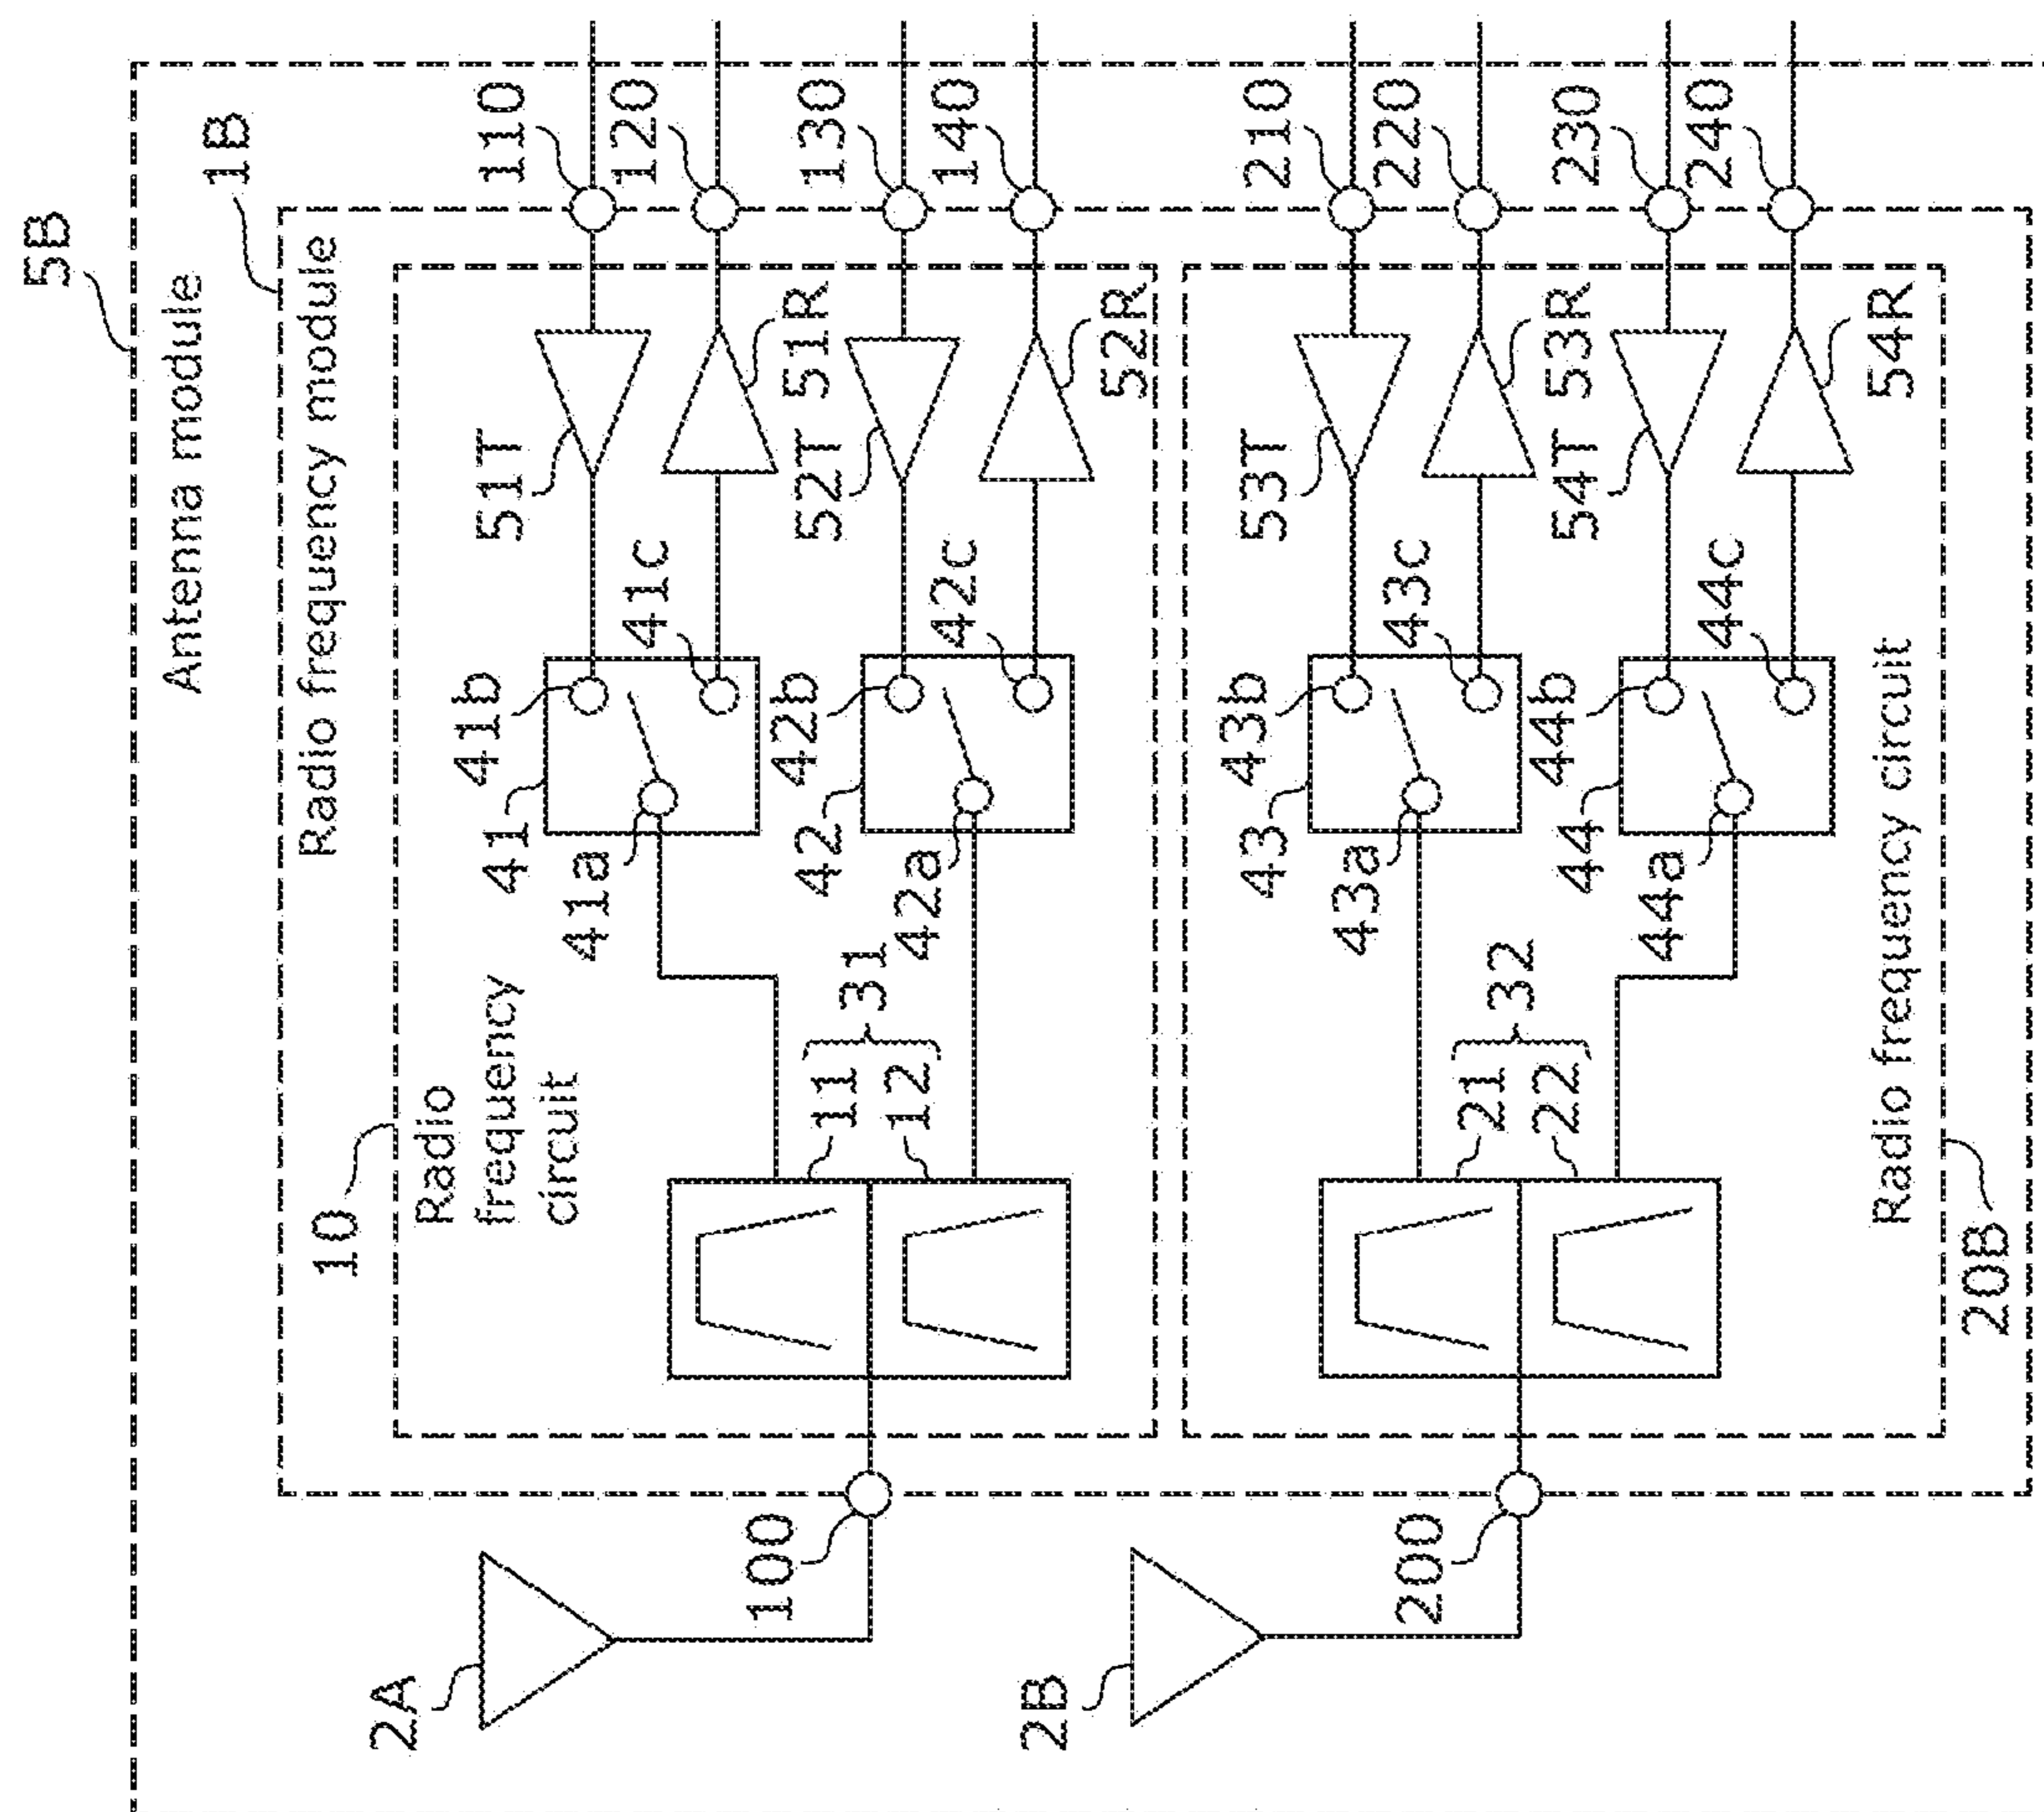 5B
Antenna module
1B
Radio frequency module
10
Radio
frequency
circuit
2A
100
11
12
31
41
41a
41b
41c
51T
51R
110
120
42
42a
42b
42c
52T
52R
130
140
2B
200
21
22
32
43
43a
43b
43c
53T
53R
210
220
44
44a
44b
44c
54T
54R
230
240
Radio frequency circuit
20B